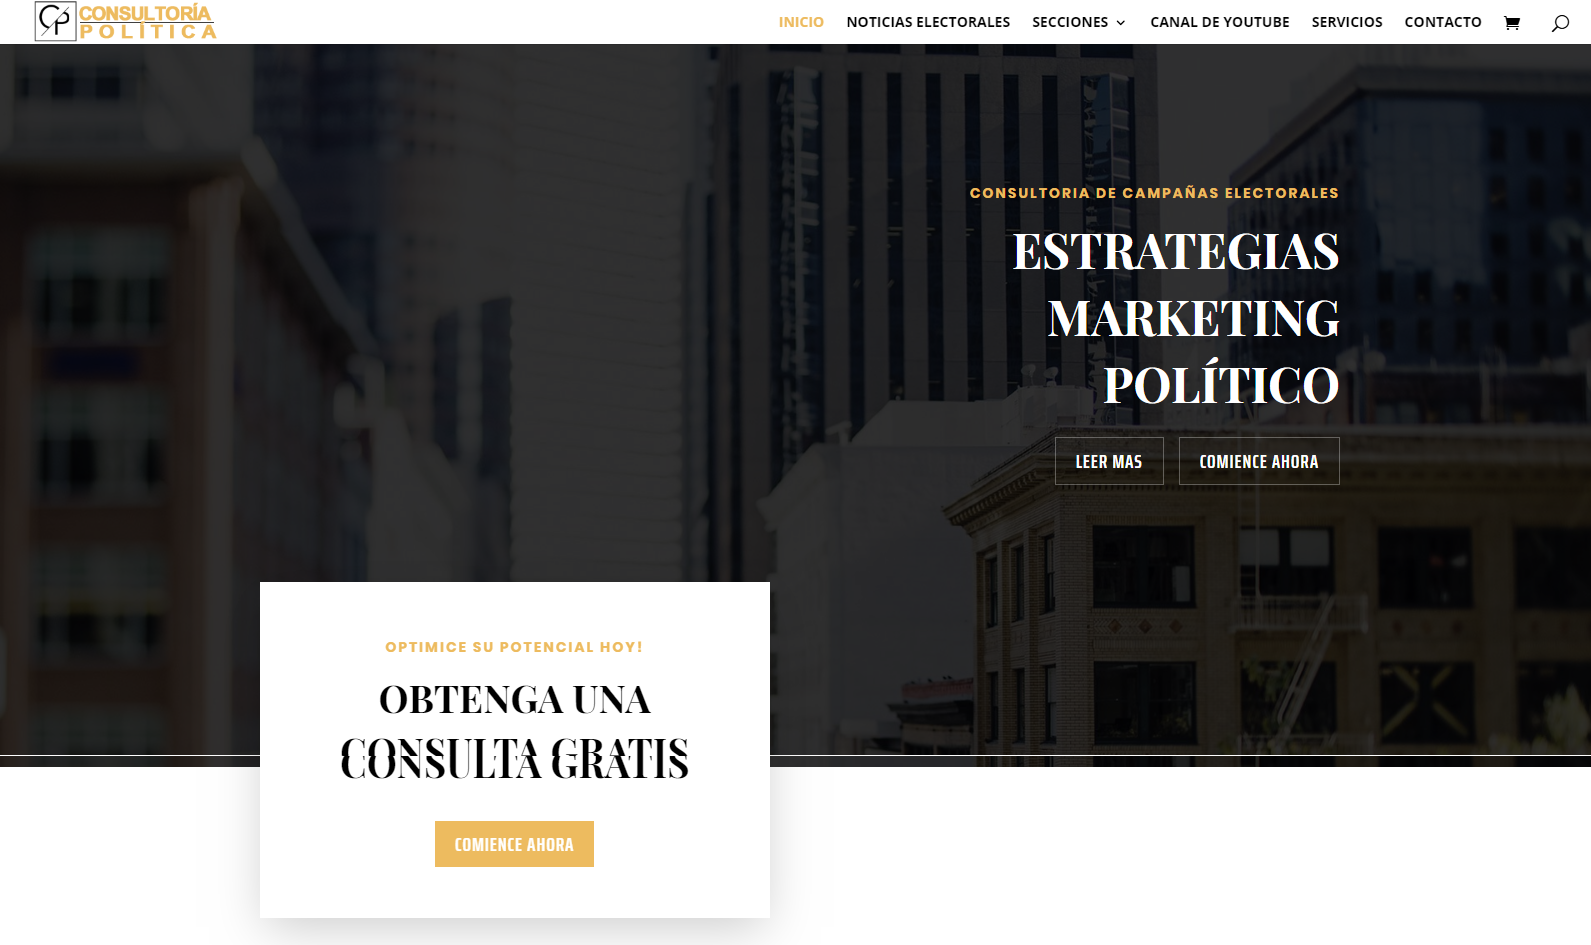 CP
CONSULTORÍA
POLÍTICA
INICIO NOTICIAS ELECTORALES SECCIONES CANAL DE YOUTUBE SERVICIOS CONTACTO
CONSULTORIA DE CAMPAÑAS ELECTORALES
ESTRATEGIAS
MARKETING
POLÍTICO
LEER MAS COMIENCE AHORA
OPTIMICE SU POTENCIAL HOY!
OBTENGA UNA
CONSULTA GRATIS
COMIENCE AHORA